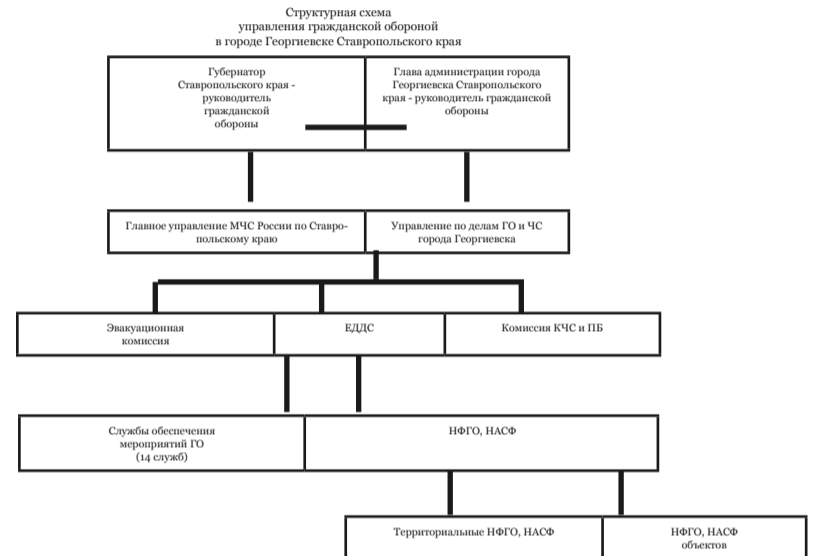 Структурная схема
управления гражданской обороной
в городе Георгиевске Ставропольского края
Губернатор
Ставропольского края -
руководитель
гражданской
обороны
Глава администрации города
Георгиевска Ставропольского
края - руководитель гражданской
обороны
Главное управление МЧС России по Ставро-
польскому краю
Управление по делам ГО и ЧС
города Георгиевска
Эвакуационная
комиссия
ЕДДС
Комиссия КЧС и ПБ
Службы обеспечения
мероприятий ГО
(14 служб)
НФГО, НАСФ
Территориальные НФГО, НАСФ
НФГО, НАСФ
объектов